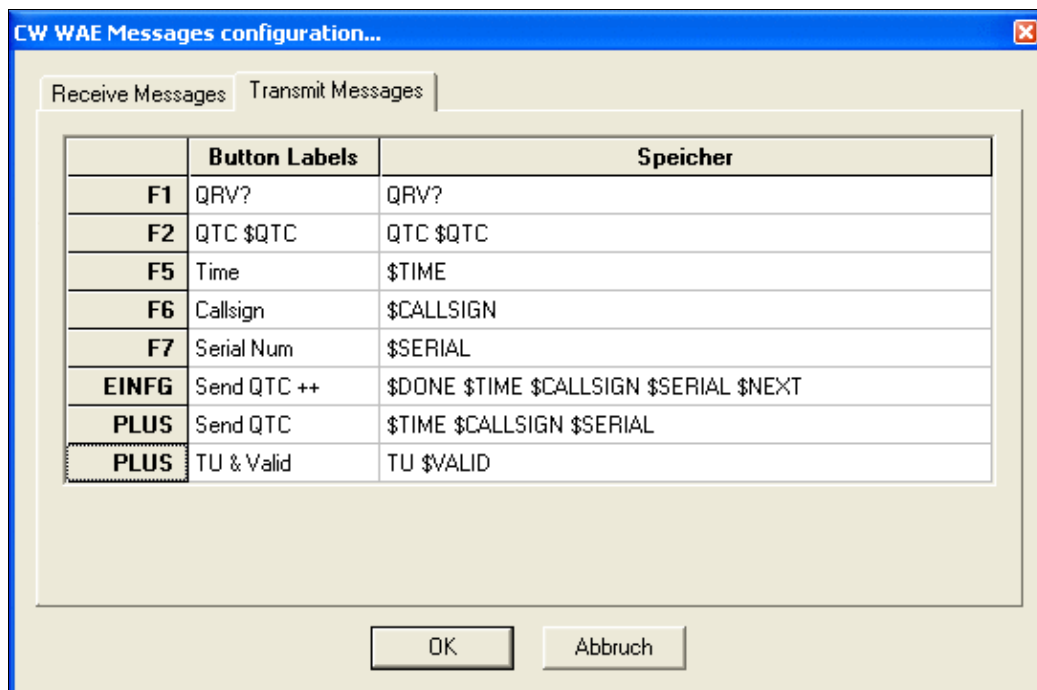 CW WAE Messages configuration...
Receive Messages Transmit Messages
Button Labels Speicher
F1 QRV? QRV?
F2 QTC $QTC QTC $QTC
F5 Time $TIME
F6 Callsign $CALLSIGN
F7 Serial Num $SERIAL
EINFG Send QTC ++ $DONE $TIME $CALLSIGN $SERIAL $NEXT
PLUS Send QTC $TIME $CALLSIGN $SERIAL
PLUS TU & Valid TU $VALID
OK Abbruch